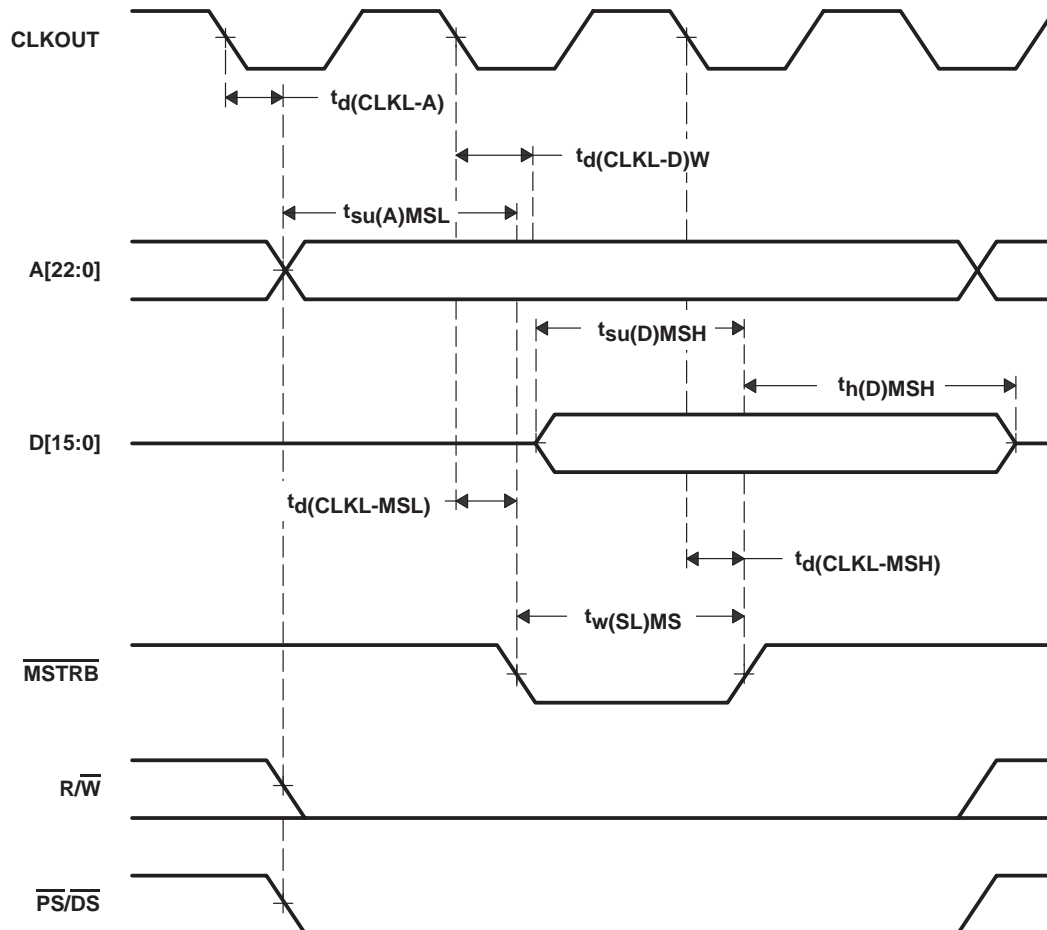 CLKOUT
td(CLKL-A)
td(CLKL-D)W
tsu(A)MSL
A[22:0]
tsu(D)MSH
th(D)MSH
D[15:0]
td(CLKL-MSL)
td(CLKL-MSH)
tw(SL)MS
MSTRB
R/W
PS/DS